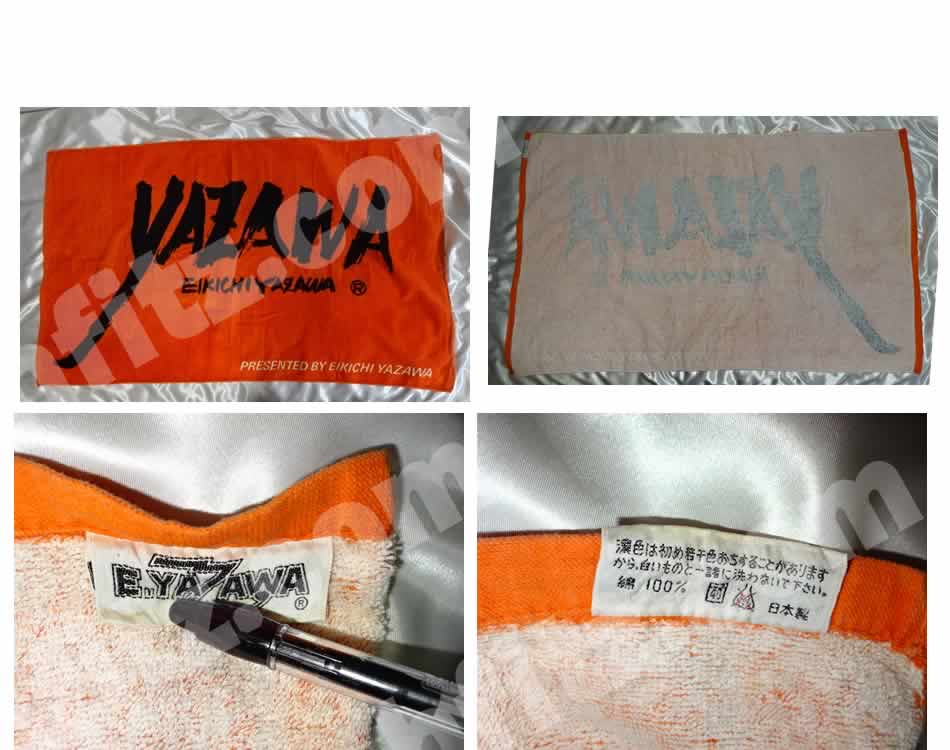 YAZAWA
EIKICHI YAZAWA ®
PRESENTED BY EIKICHI YAZAWA
E.YAZAWA
®
濃色は初め若干色おちすることがあります
から、白いものと一諸に洗わないで下さい。
綿 100%
日本製
fitz.com